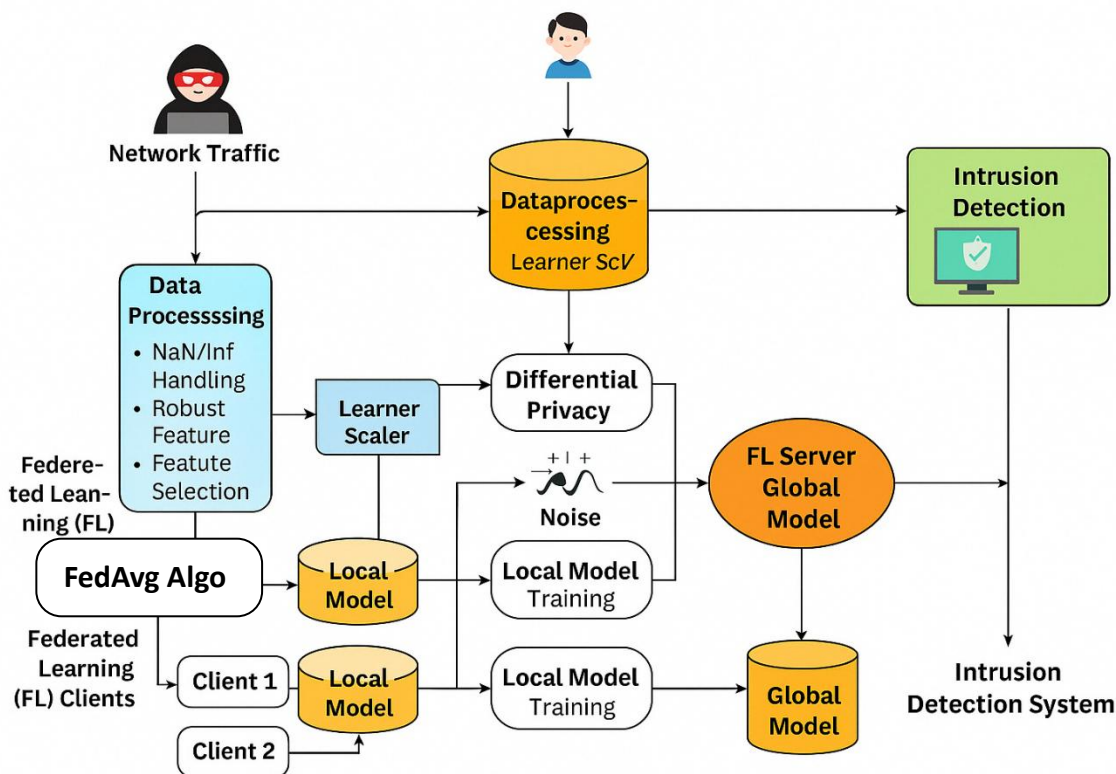 Network Traffic
Dataproces-
cessing
Learner ScV
Intrusion
Detection
Data
Processssing
• NaN/Inf
Handling
• Robust
Feature
• Featute
Selection
Learner
Scaler
Differential
Privacy
+ I +
Noise
FL Server
Global
Model
Federe-
ted Lean-
ning (FL)
FedAvg Algo
Local
Model
Local Model
Training
Federated
Learning
(FL) Clients
Client 1
Local
Model
Local Model
Training
Global
Model
Intrusion
Detection System
Client 2